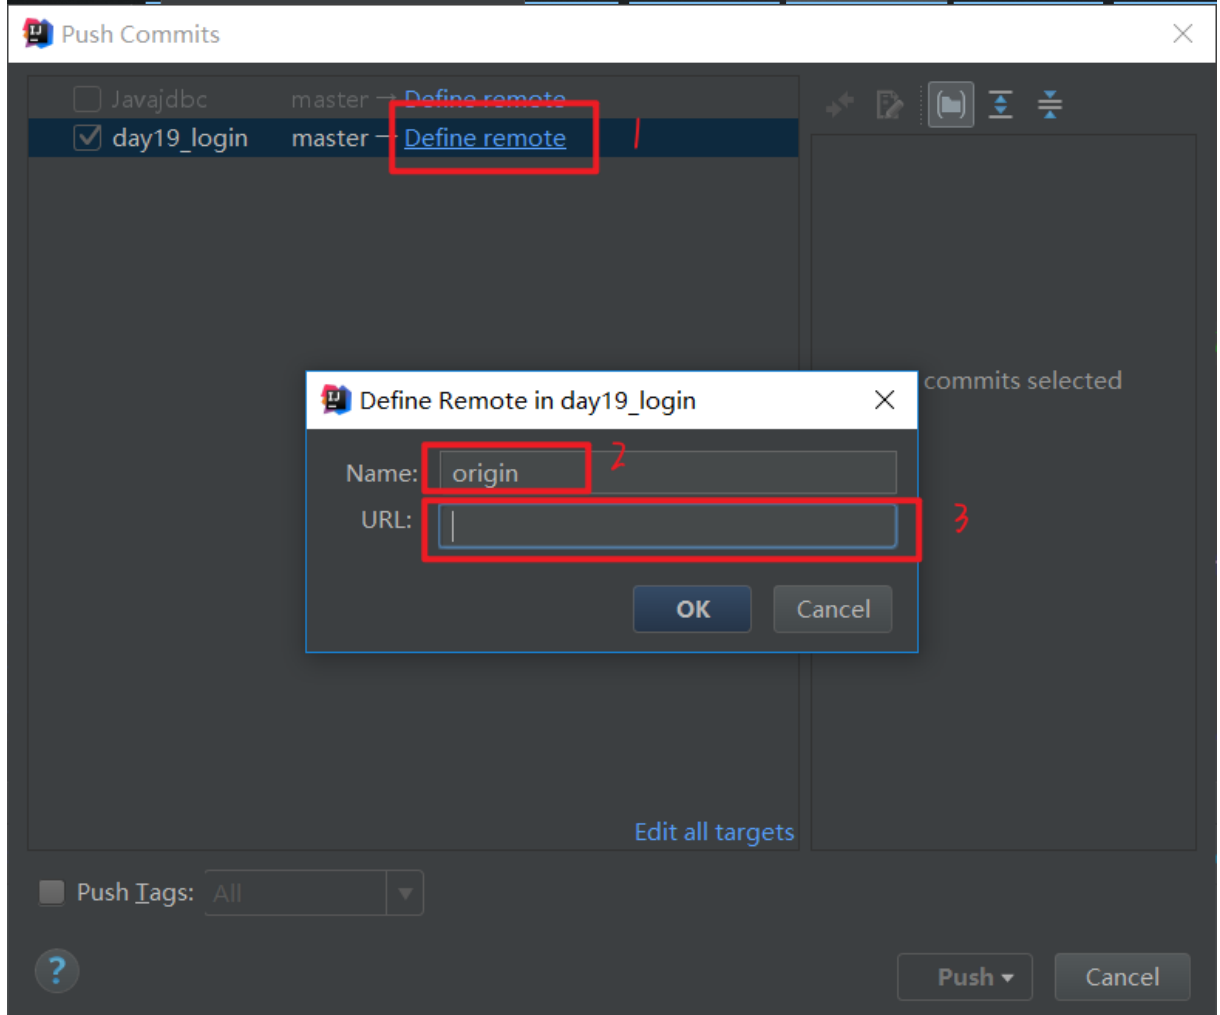 Push Commits
Javajdbc master → Define remote
day19_login master → Define remote
1
commits selected
Define Remote in day19_login
Name: origin
2
URL:
3
OK Cancel
Edit all targets
Push Tags: All
? Push Cancel